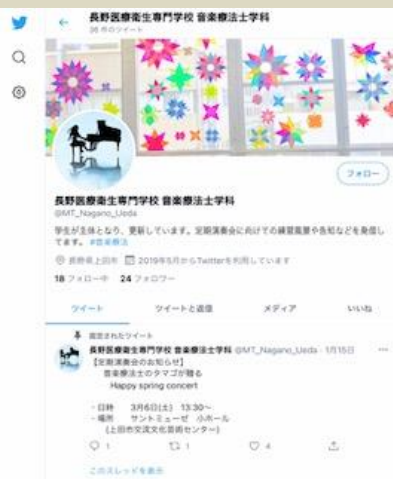 長野医療衛生専門学校 音楽療法士学科
36 件のツイート
フォロー
長野医療衛生専門学校 音楽療法士学科
@MT_Nagano_Ueda
学生が主体となり、更新しています。定期演奏会に向けての練習風景や告知などを発信し
てます。 #音楽療法
長野県上田市 2019年5月からTwitterを利用しています
18 フォロー中 24 フォロワー
ツイート ツイートと返信 メディア いいね
固定されたツイート
長野医療衛生専門学校 音楽療法士学科 @MT_Nagano_Ueda · 1月15日
【定期演奏会のお知らせ】
音楽療法士のタマゴが贈る
Happy spring concert
・日時 3月6日(土) 13:30〜
・場所 サントミューゼ 小ホール
(上田市交流文化芸術センター)
1 1 4
このスレッドを表示